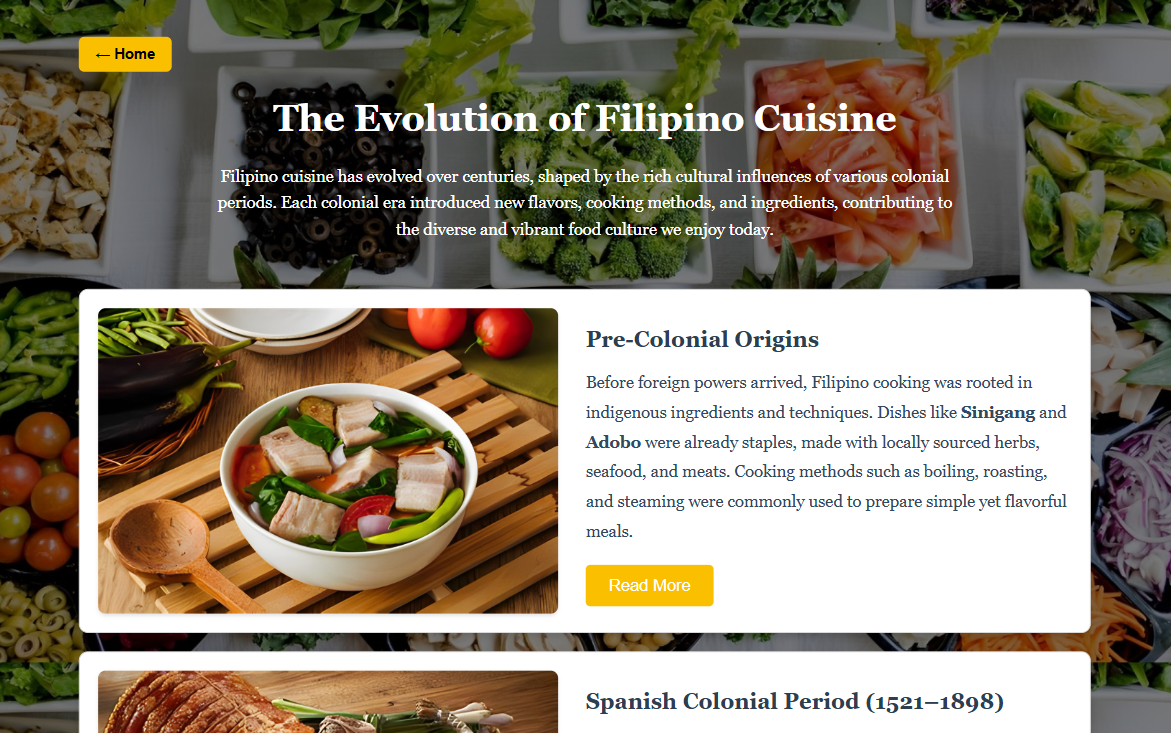 ← Home
The Evolution of Filipino Cuisine
Filipino cuisine has evolved over centuries, shaped by the rich cultural influences of various colonial
periods. Each colonial era introduced new flavors, cooking methods, and ingredients, contributing to
the diverse and vibrant food culture we enjoy today.
Pre-Colonial Origins
Before foreign powers arrived, Filipino cooking was rooted in
indigenous ingredients and techniques. Dishes like Sinigang and
Adobo were already staples, made with locally sourced herbs,
seafood, and meats. Cooking methods such as boiling, roasting,
and steaming were commonly used to prepare simple yet flavorful
meals.
Read More
Spanish Colonial Period (1521–1898)